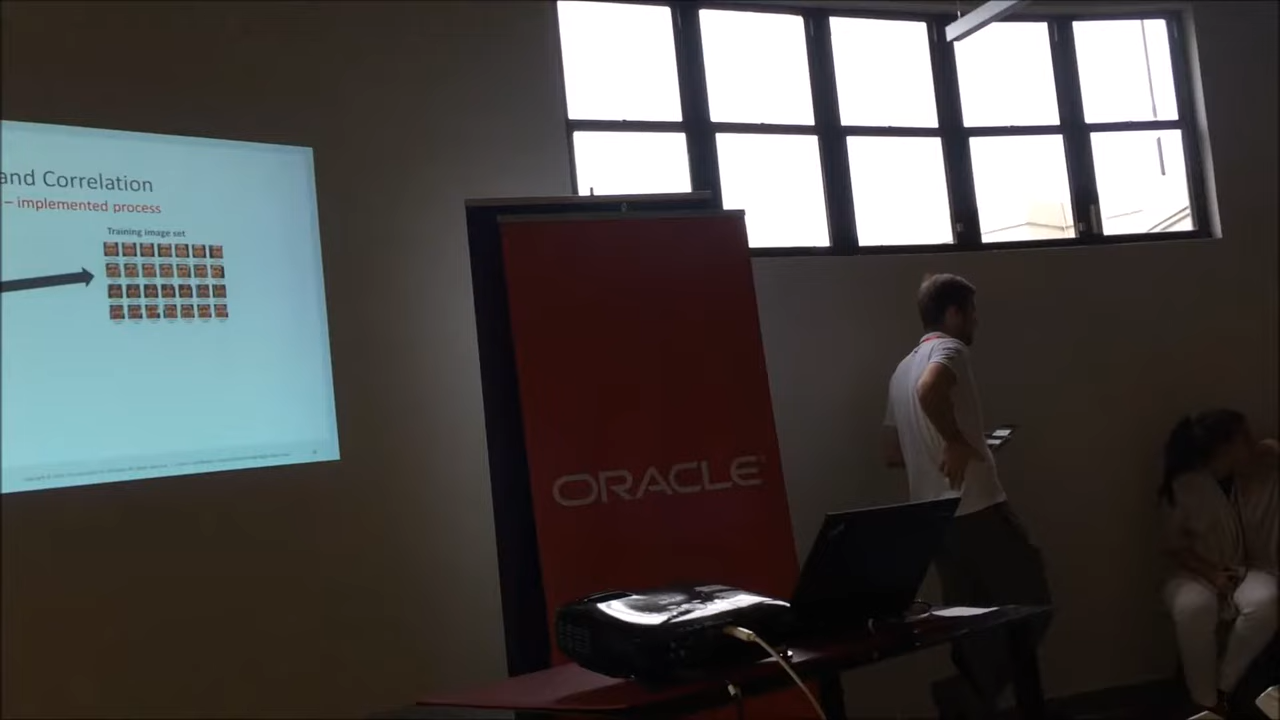 and Correlation
– implemented process
Training image set
ORACLE